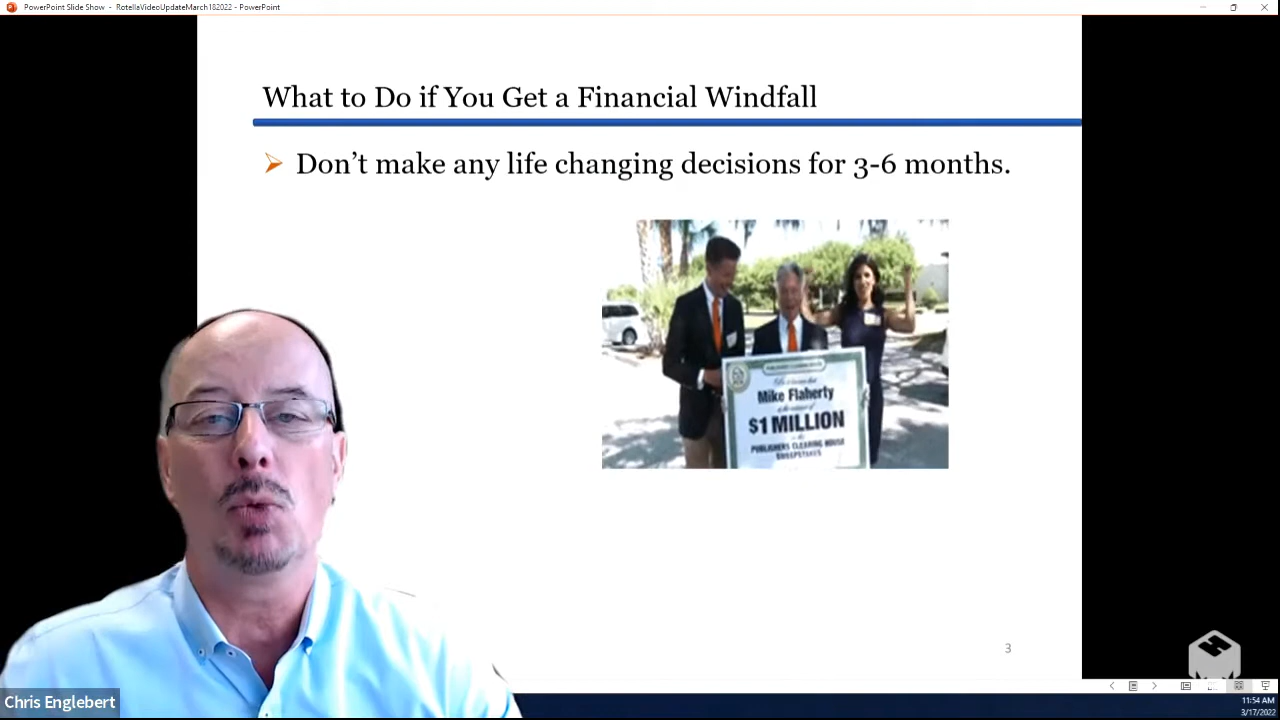 PowerPoint Slide Show - RotellaVideoUpdateMarch182022 - PowerPoint
What to Do if You Get a Financial Windfall
Don’t make any life changing decisions for 3-6 months.
Mike Flaherty
$1 MILLION
PUBLISHERS CLEARING HOUSE
SWEEPSTAKES
3
Chris Englebert
11:54 AM
3/17/2022